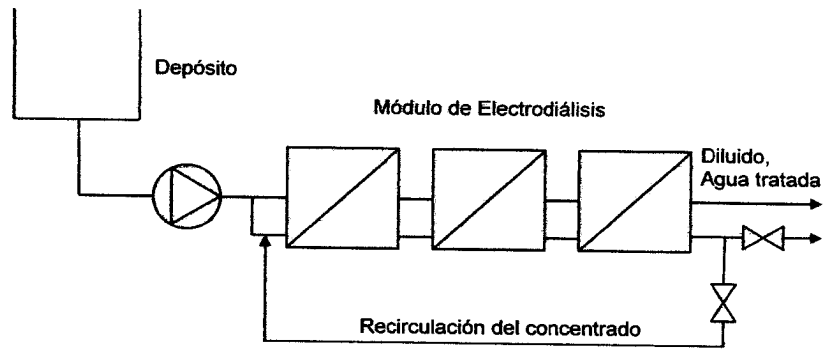 Depósito
Módulo de Electrodiálisis
Diluido,
Agua tratada
Recirculación del concentrado